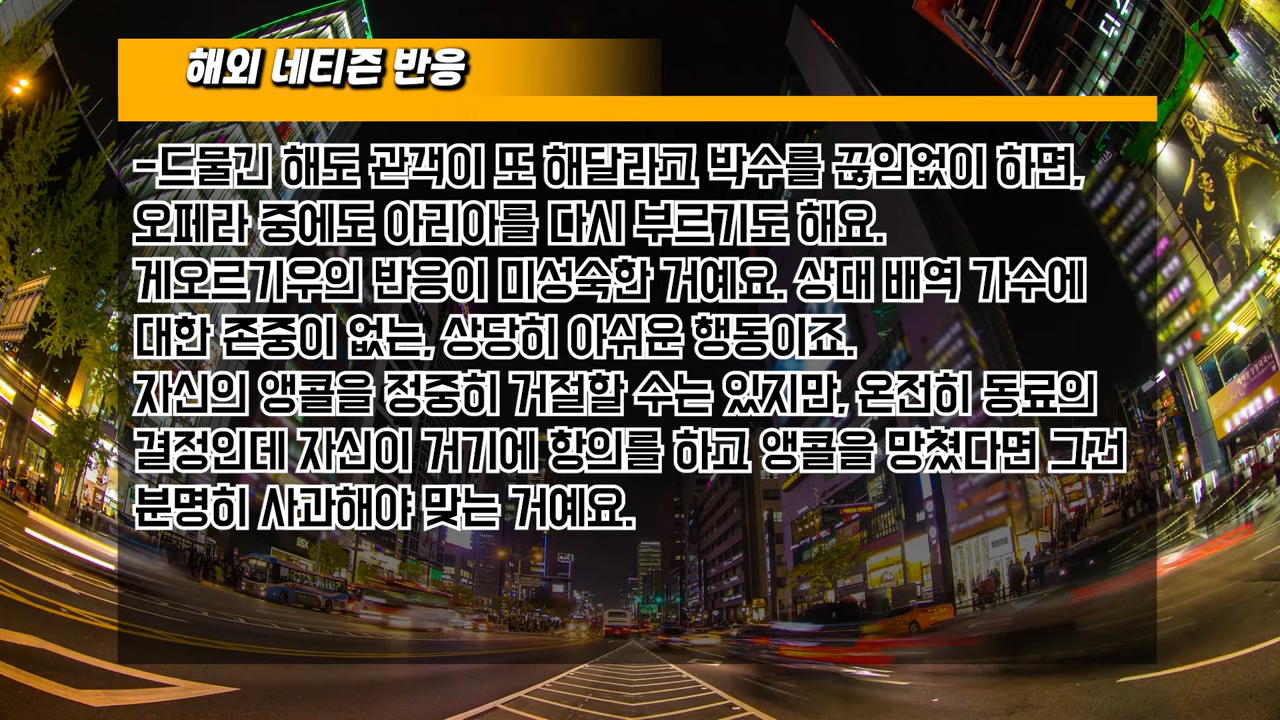 해외 네티즌 반응
-드물긴 해도 관객이 또 해달라고 박수를 끊임없이 하면,
오페라 중에도 아리아를 다시 부르기도 해요.
게오르기우의 반응이 미성숙한 거예요. 상대 배역 가수에
대한 존중이 없는, 상당히 아쉬운 행동이죠.
자신의 앵콜을 정중히 거절할 수는 있지만, 온전히 동료의
결정인데 자신이 거기에 항의를 하고 앵콜을 망쳤다면 그건
분명히 사과해야 맞는 거예요.